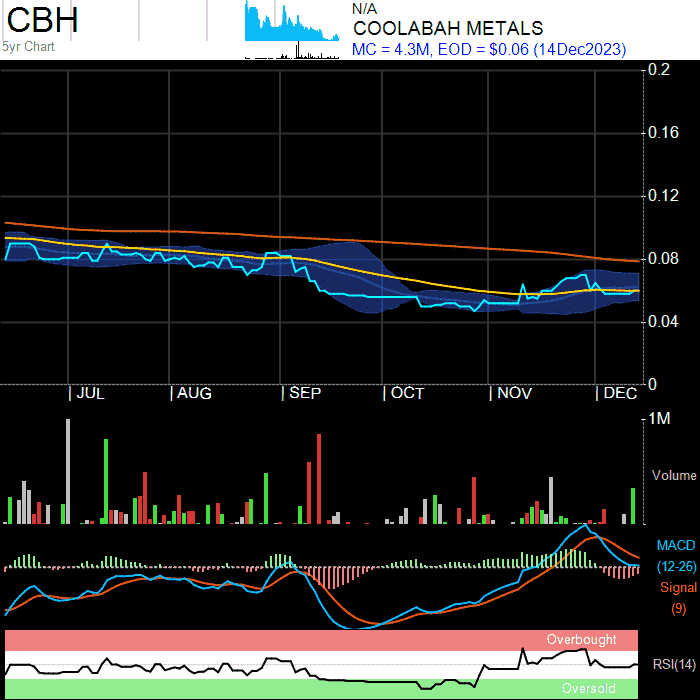 CBH
5yr Chart
N/A
COOLABAH METALS
MC = 4.3M, EOD = $0.06 (14Dec2023)
0.2
0.16
0.12
0.08
0.04
0
JUL AUG SEP OCT NOV DEC
1M
Volume
MACD
(12-26)
Signal
(9)
Overbought
RSI(14)
Oversold